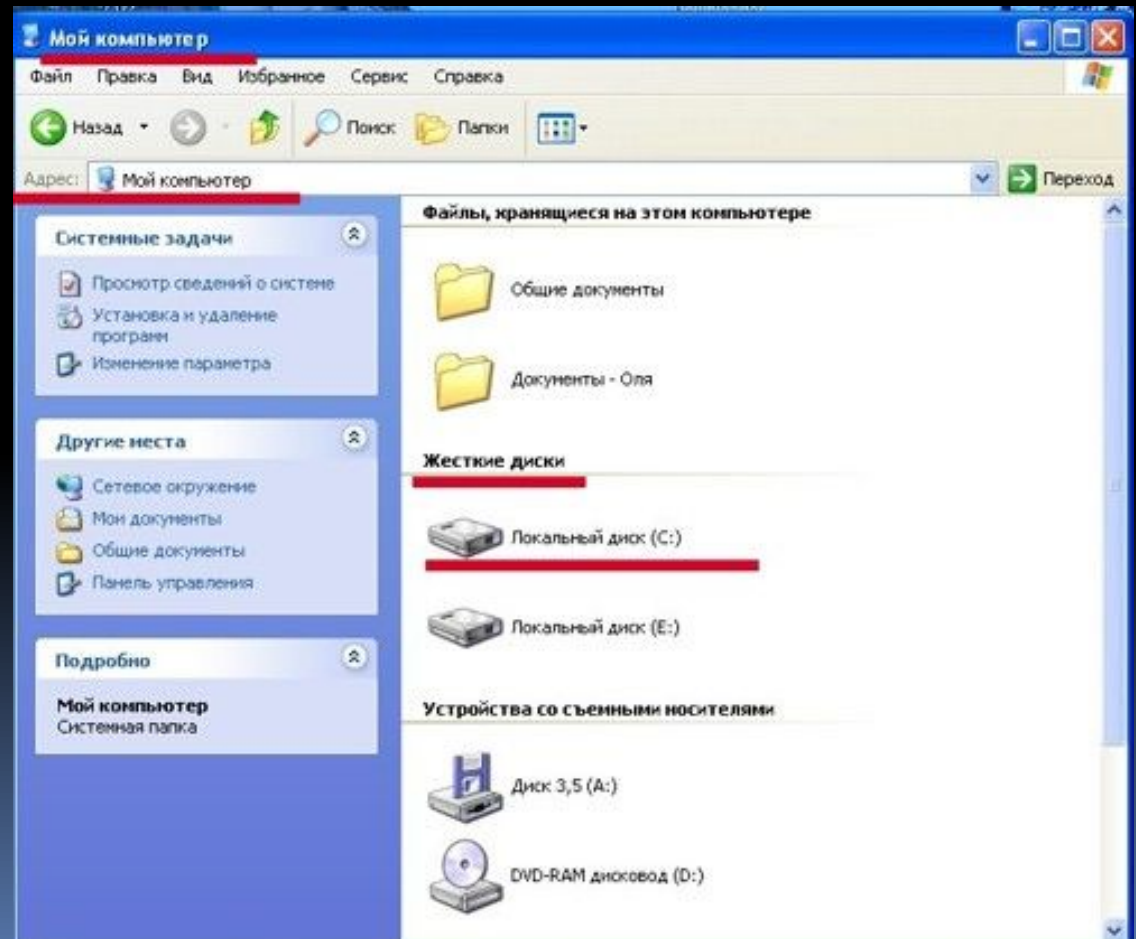 Мой компьютер
Файл Правка Вид Избранное Сервис Справка
Назад Поиск Папки
Адрес: Мой компьютер Переход
Системные задачи
Просмотр сведений о системе
Установка и удаление
программ
Изменение параметра
Другие места
Сетевое окружение
Мои документы
Общие документы
Панель управления
Подробно
Мой компьютер
Системная папка
Файлы, хранящиеся на этом компьютере
Общие документы
Документы - Оля
Жесткие диски
Локальный диск (C:)
Локальный диск (E:)
Устройства со съемными носителями
Диск 3,5 (A:)
DVD-RAM дисковод (D:)